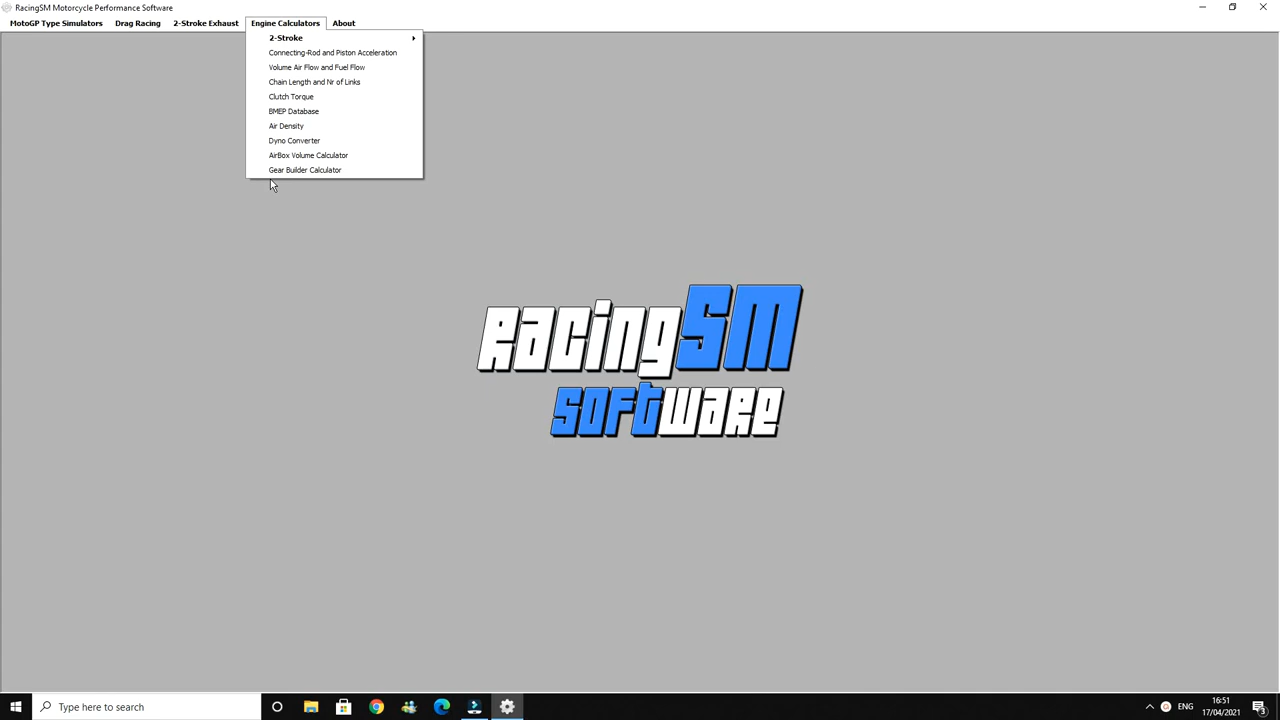 RacingSM Motorcycle Performance Software
MotoGP Type Simulators Drag Racing 2-Stroke Exhaust Engine Calculators About
2-Stroke
Connecting-Rod and Piston Acceleration
Volume Air Flow and Fuel Flow
Chain Length and Nr of Links
Clutch Torque
BMEP Database
Air Density
Dyno Converter
AirBox Volume Calculator
Gear Builder Calculator
RacingSM
software
Type here to search
ENG
16:51
17/04/2021
3